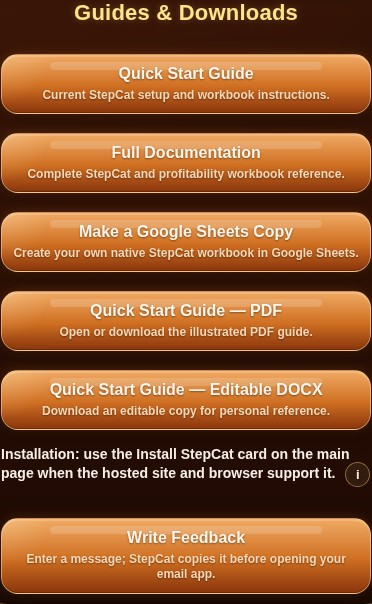 Guides & Downloads
Quick Start Guide
Current StepCat setup and workbook instructions.
Full Documentation
Complete StepCat and profitability workbook reference.
Make a Google Sheets Copy
Create your own native StepCat workbook in Google Sheets.
Quick Start Guide — PDF
Open or download the illustrated PDF guide.
Quick Start Guide — Editable DOCX
Download an editable copy for personal reference.
Installation: use the Install StepCat card on the main
page when the hosted site and browser support it. i
Write Feedback
Enter a message; StepCat copies it before opening your
email app.